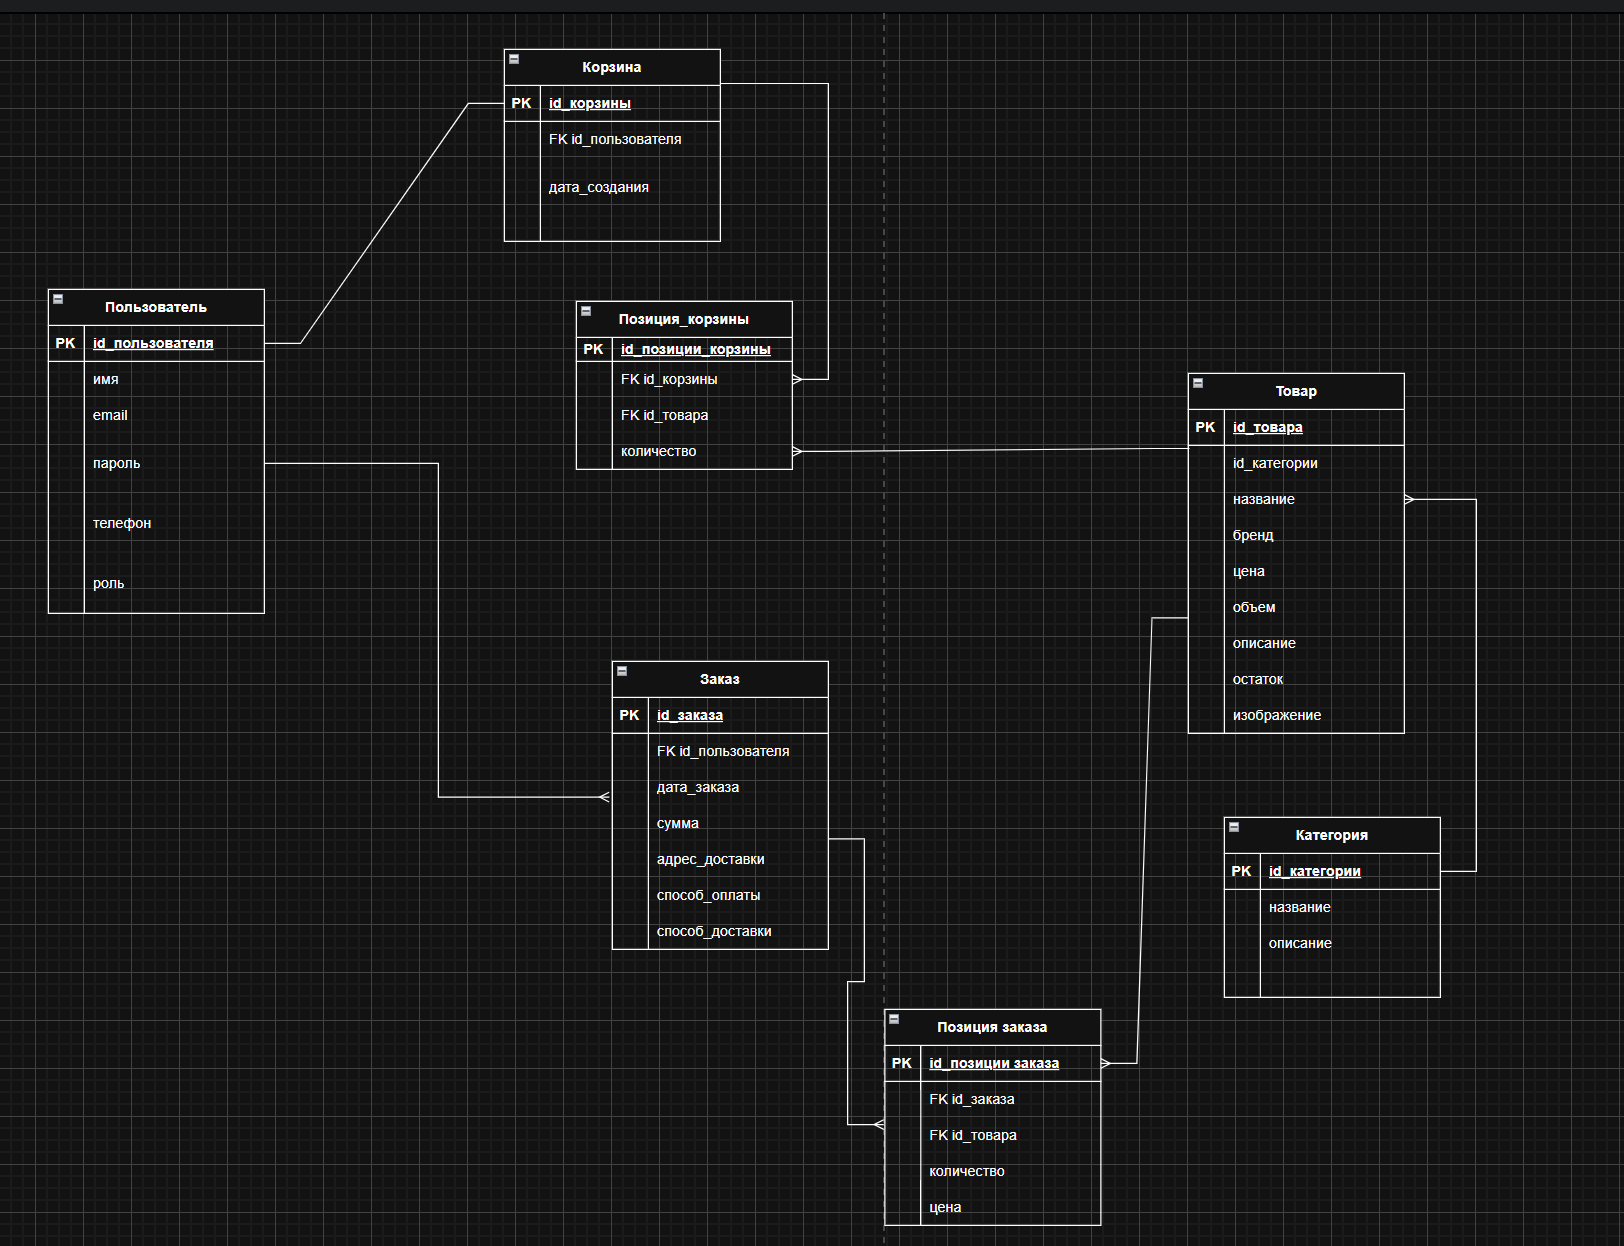 Корзина
PK id_корзины
FK id_пользователя
дата_создания
Пользователь
PK id_пользователя
имя
email
пароль
телефон
роль
Позиция_корзины
PK id_позиции_корзины
FK id_корзины
FK id_товара
количество
Товар
PK id_товара
id_категории
название
бренд
цена
объем
описание
остаток
изображение
Заказ
PK id_заказа
FK id_пользователя
дата_заказа
сумма
адрес_доставки
способ_оплаты
способ_доставки
Категория
PK id_категории
название
описание
Позиция заказа
PK id_позиции заказа
FK id_заказа
FK id_товара
количество
цена